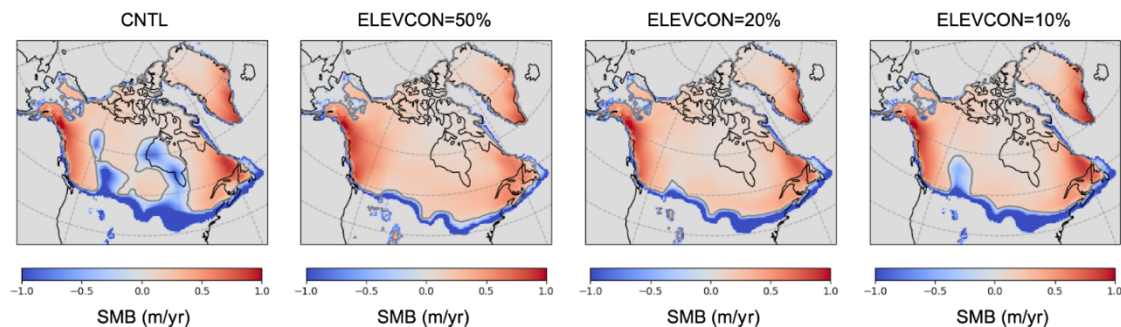 CNTL ELEVCON=50% ELEVCON=20% ELEVCON=10%
−1.0 −0.5 0.0 0.5 1.0 −1.0 −0.5 0.0 0.5 1.0 −1.0 −0.5 0.0 0.5 1.0 −1.0 −0.5 0.0 0.5 1.0
SMB (m/yr) SMB (m/yr) SMB (m/yr) SMB (m/yr)